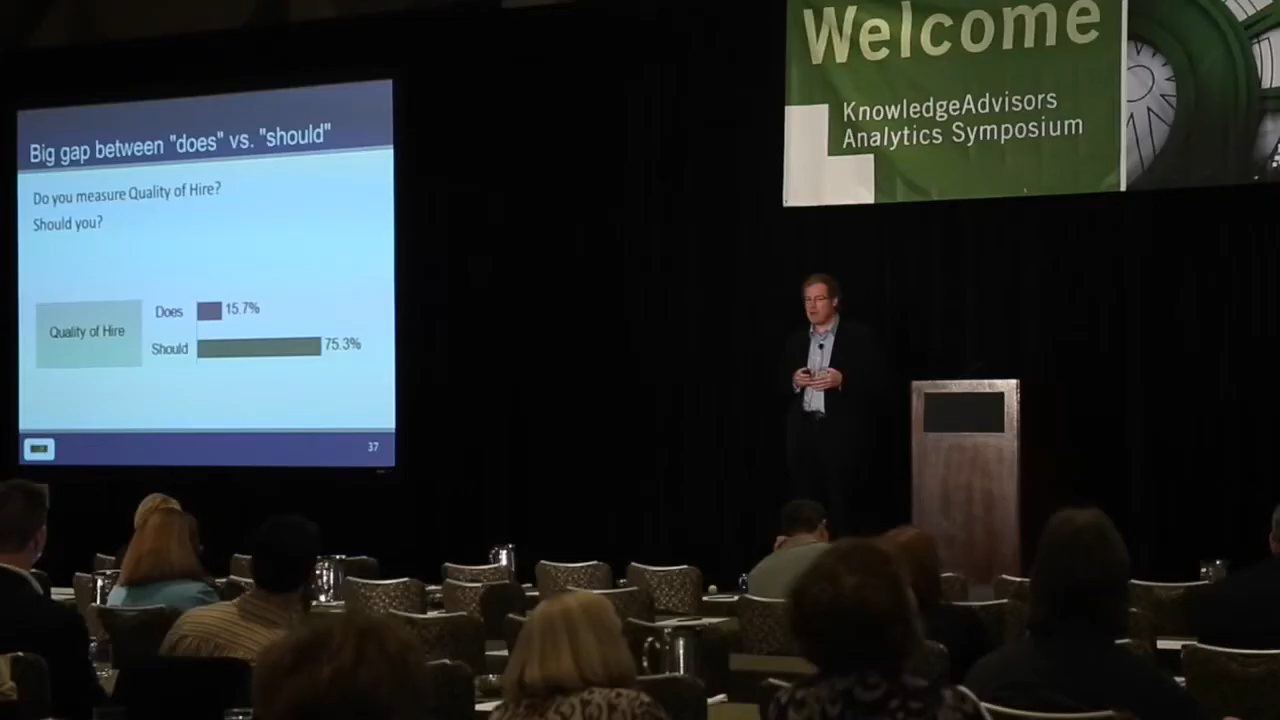 Big gap between "does" vs. "should"
Do you measure Quality of Hire?
Should you?
Quality of Hire
Does
15.7%
Should
75.3%
37
Welcome
KnowledgeAdvisors
Analytics Symposium